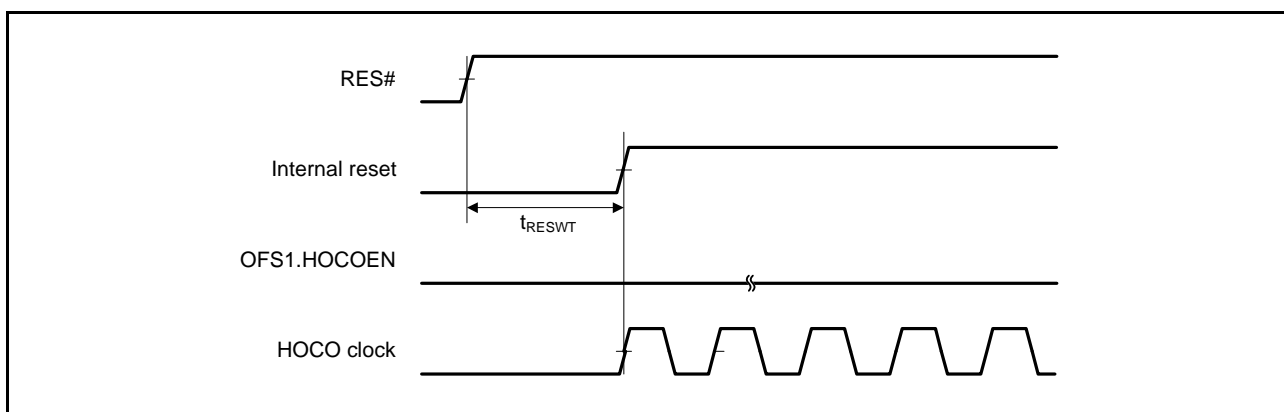 RES#
Internal reset
tRESWT
OFS1.HOCOEN
HOCO clock